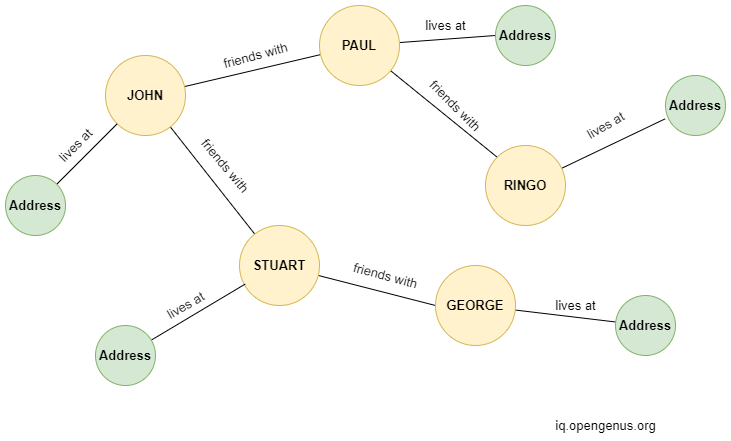 PAUL
lives at
Address
friends with
JOHN
friends with
Address
lives at
lives at
friends with
RINGO
Address
STUART
friends with
lives at
GEORGE
lives at
Address
Address
iq.opengenus.org